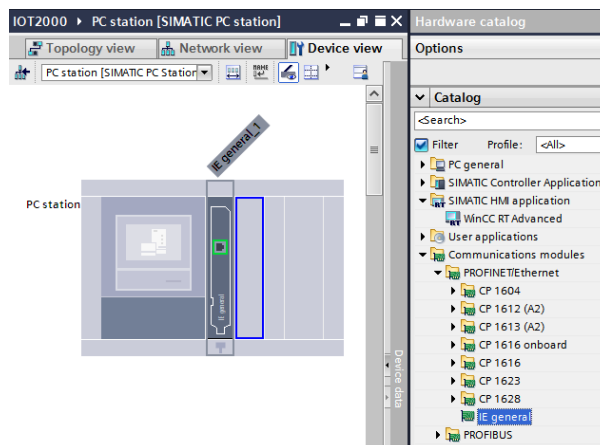 IOT2000 ▸ PC station [SIMATIC PC station]
Topology view
Network view
Device view
PC station [SIMATIC PC Station
IE general_1
PC station
IE general
Device data
Hardware catalog
Options
Catalog
<Search>
Filter
Profile:
<All>
PC general
SIMATIC Controller Application
SIMATIC HMI application
WinCC RT Advanced
User applications
Communications modules
PROFINET/Ethernet
CP 1604
CP 1612 (A2)
CP 1613 (A2)
CP 1616 onboard
CP 1616
CP 1623
CP 1628
IE general
PROFIBUS